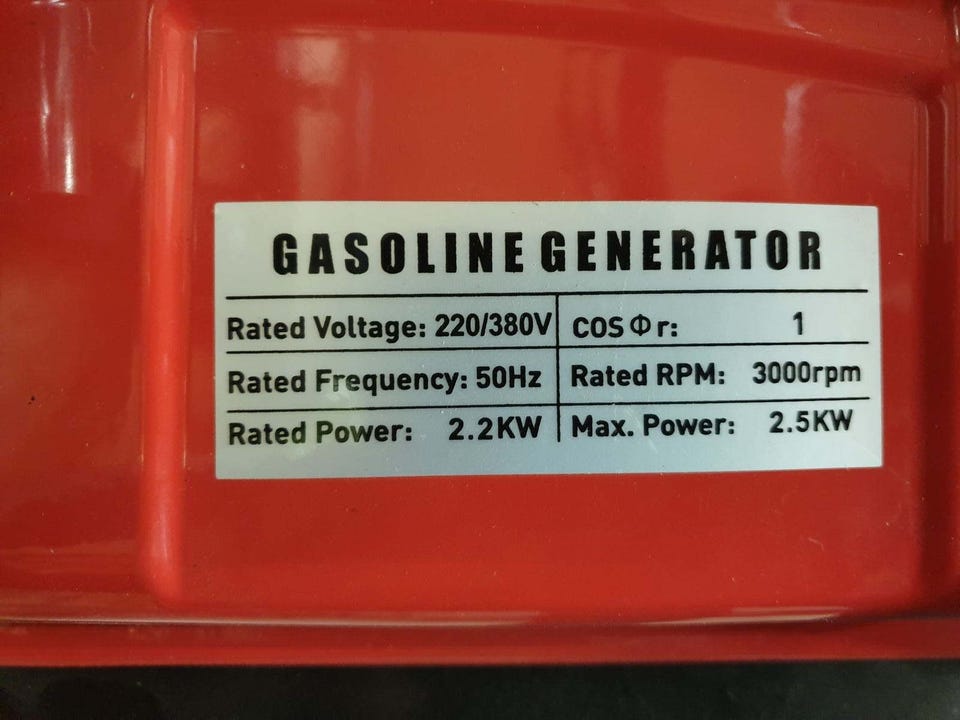 GASOLINE GENERATOR
Rated Voltage: 220/380V COS Φ r: 1
Rated Frequency: 50Hz Rated RPM: 3000rpm
Rated Power: 2.2KW Max. Power: 2.5KW